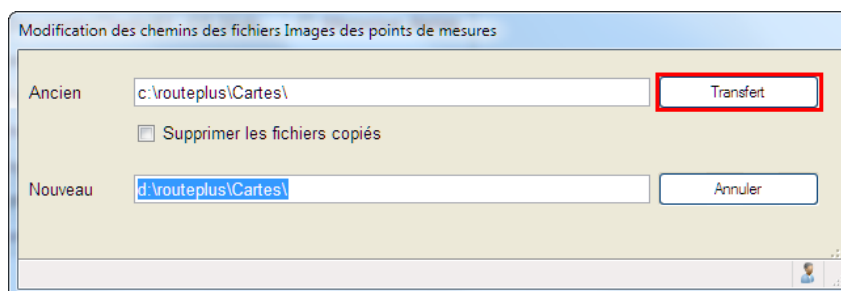 Modification des chemins des fichiers Images des points de mesures
Ancien c:\routeplus\Cartes\ Transfert
Supprimer les fichiers copiés
Nouveau d:\routeplus\Cartes\ Annuler